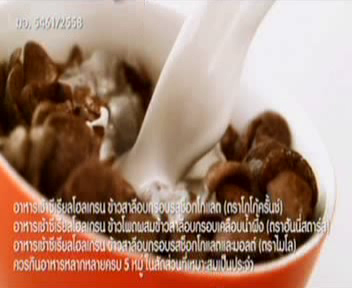 ฆอ. 5461/2553
อาหารเช้าซีเรียลโฮลเกรน ข้าวสาลีอบกรอบรสช็อกโกแลต (ตราโกโก้ครั้นช์)
อาหารเช้าซีเรียลโฮลเกรน ข้าวโพดผสมข้าวสาลีอบกรอบเคลือบน้ำผึ้ง (ตราฮันนี่สตาร์ส)
อาหารเช้าซีเรียลโฮลเกรน ข้าวสาลีอบกรอบรสช็อกโกแลตและมอลต์ (ตราไมโล)
ควรกินอาหารหลากหลายครบ 5 หมู่ ในสัดส่วนที่เหมาะสมเป็นประจำ